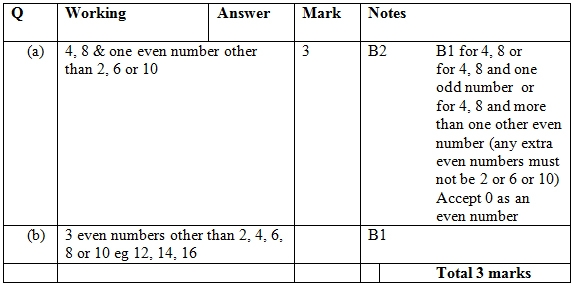 Q Working Answer Mark Notes
(a) 4, 8 & one even number other 3 B2 B1 for 4, 8 or
than 2, 6 or 10 for 4, 8 and one
odd number or
for 4, 8 and more
than one other even
number (any extra
even numbers must
not be 2 or 6 or 10)
Accept 0 as an
even number
(b) 3 even numbers other than 2, 4, 6, B1
8 or 10 eg 12, 14, 16
Total 3 marks